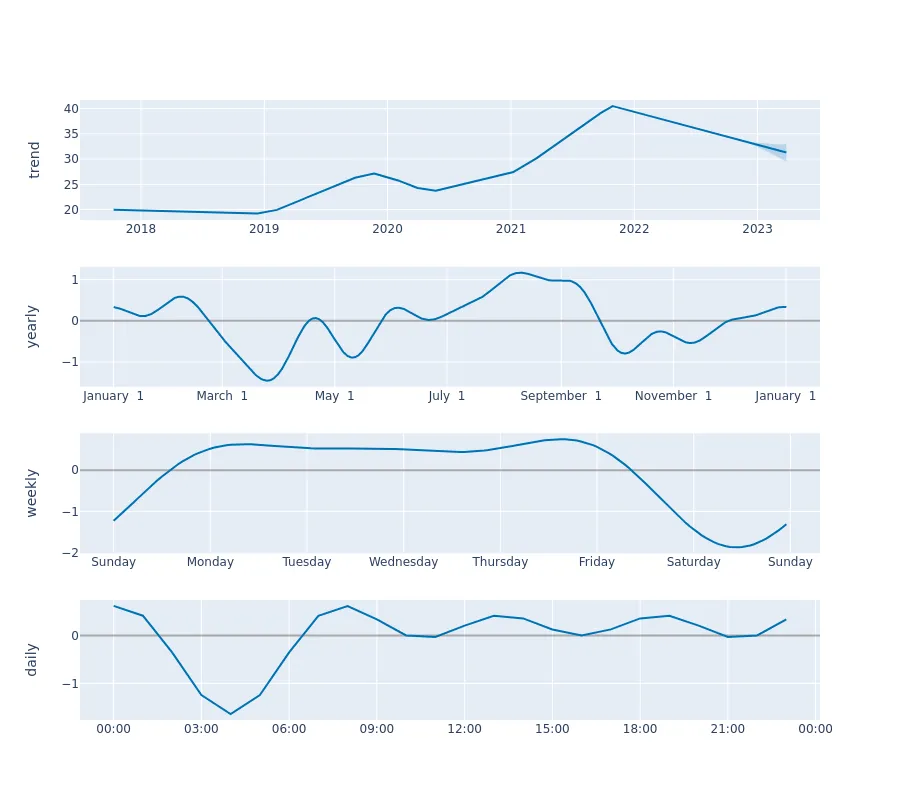 trend
40
35
30
25
20
2018 2019 2020 2021 2022 2023
yearly
1
0
−1
January 1 March 1 May 1 July 1 September 1 November 1 January 1
weekly
0
−1
−2
Sunday Monday Tuesday Wednesday Thursday Friday Saturday Sunday
daily
0
−1
00:00 03:00 06:00 09:00 12:00 15:00 18:00 21:00 00:00